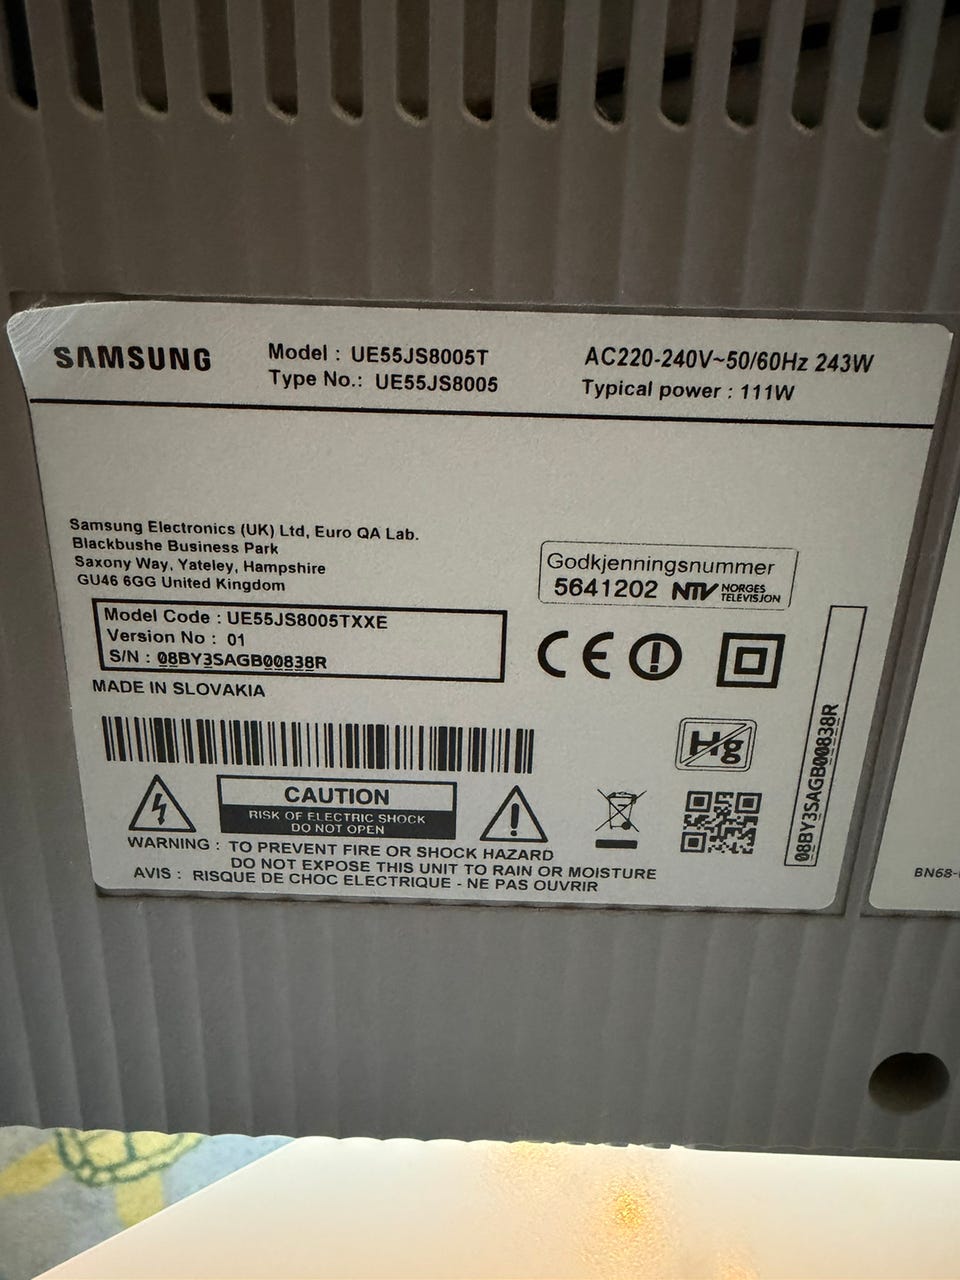 SAMSUNG
Model : UE55JS8005T
Type No.: UE55JS8005
AC220-240V~50/60Hz 243W
Typical power : 111W
Samsung Electronics (UK) Ltd, Euro QA Lab.
Blackbushe Business Park
Saxony Way, Yateley, Hampshire
GU46 6GG United Kingdom
Godkjenningsnummer
5641202 NTV NORGES TELEVISJON
Model Code : UE55JS8005TXXE
Version No : 01
S/N : 08BY3SAGB00838R
MADE IN SLOVAKIA
CE
Hg
08BY3SAGB00838R
CAUTION
RISK OF ELECTRIC SHOCK
DO NOT OPEN
WARNING : TO PREVENT FIRE OR SHOCK HAZARD
DO NOT EXPOSE THIS UNIT TO RAIN OR MOISTURE
AVIS : RISQUE DE CHOC ELECTRIQUE - NE PAS OUVRIR
BN68-